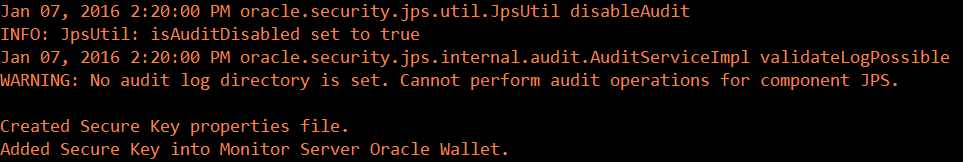 Jan 07, 2016 2:20:00 PM oracle.security.jps.util.JpsUtil disableAudit
INFO: JpsUtil: isAuditDisabled set to true
Jan 07, 2016 2:20:00 PM oracle.security.jps.internal.audit.AuditServiceImpl validateLogPossible
WARNING: No audit log directory is set. Cannot perform audit operations for component JPS.
Created Secure Key properties file.
Added Secure Key into Monitor Server Oracle Wallet.